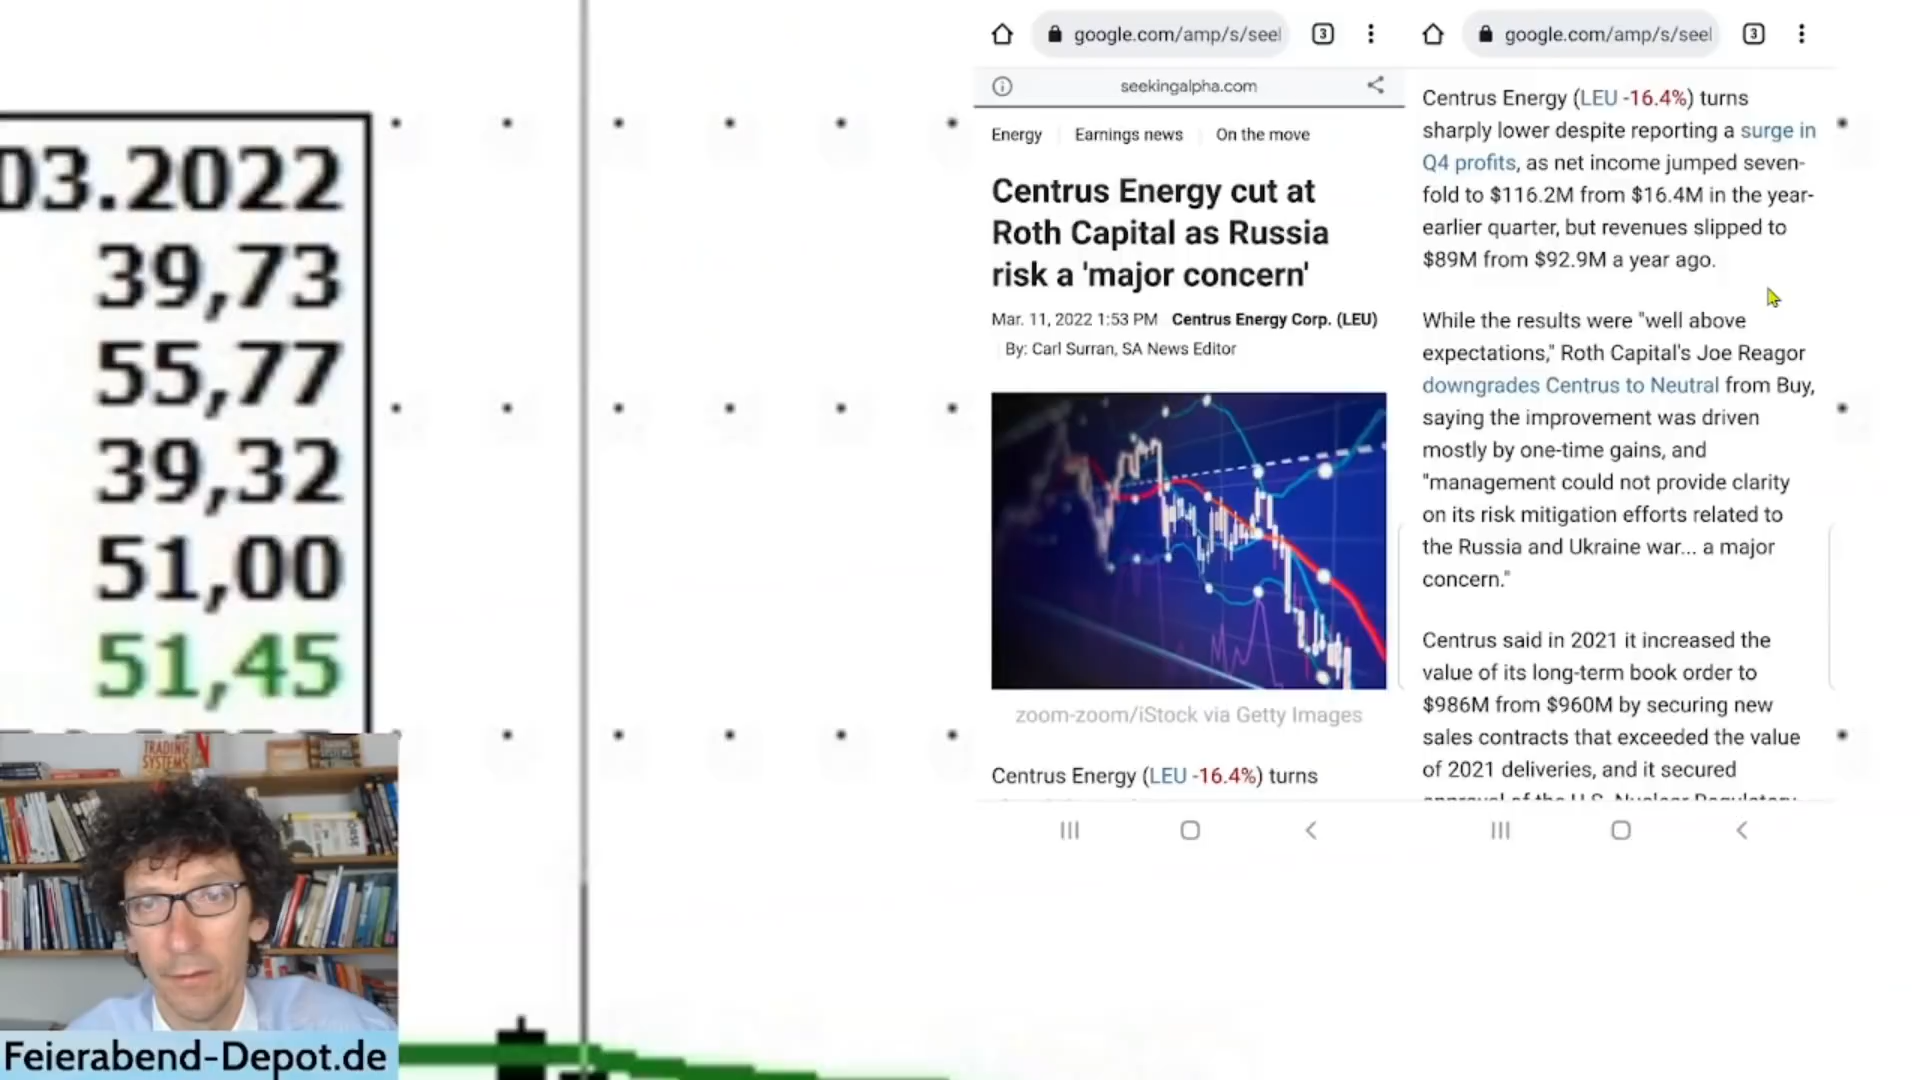 03.2022
39,73
55,77
39,32
51,00
51,45
TRADING
SYSTEMS
Feierabend-Depot.de
google.com/amp/s/seel
3
seekingalpha.com
Energy
Earnings news
On the move
Centrus Energy cut at
Roth Capital as Russia
risk a 'major concern'
Mar. 11, 2022 1:53 PM Centrus Energy Corp. (LEU)
By: Carl Surran, SA News Editor
zoom-zoom/iStock via Getty Images
Centrus Energy (LEU -16.4%) turns
google.com/amp/s/seel
3
Centrus Energy (LEU -16.4%) turns
sharply lower despite reporting a surge in
Q4 profits, as net income jumped seven-
fold to $116.2M from $16.4M in the year-
earlier quarter, but revenues slipped to
$89M from $92.9M a year ago.
While the results were "well above
expectations," Roth Capital's Joe Reagor
downgrades Centrus to Neutral from Buy,
saying the improvement was driven
mostly by one-time gains, and
"management could not provide clarity
on its risk mitigation efforts related to
the Russia and Ukraine war... a major
concern."
Centrus said in 2021 it increased the
value of its long-term book order to
$986M from $960M by securing new
sales contracts that exceeded the value
of 2021 deliveries, and it secured
approval of the U.S. Nuclear Regulatory